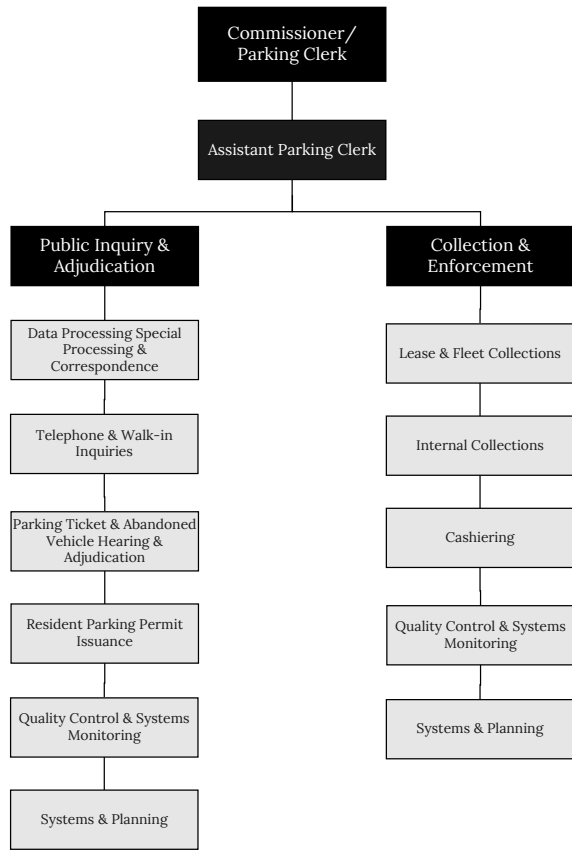 Commissioner/
Parking Clerk
Assistant Parking Clerk
Public Inquiry &
Adjudication
Data Processing Special
Processing &
Correspondence
Telephone & Walk-in
Inquiries
Parking Ticket & Abandoned
Vehicle Hearing &
Adjudication
Resident Parking Permit
Issuance
Quality Control & Systems
Monitoring
Systems & Planning
Collection &
Enforcement
Lease & Fleet Collections
Internal Collections
Cashiering
Quality Control & Systems
Monitoring
Systems & Planning